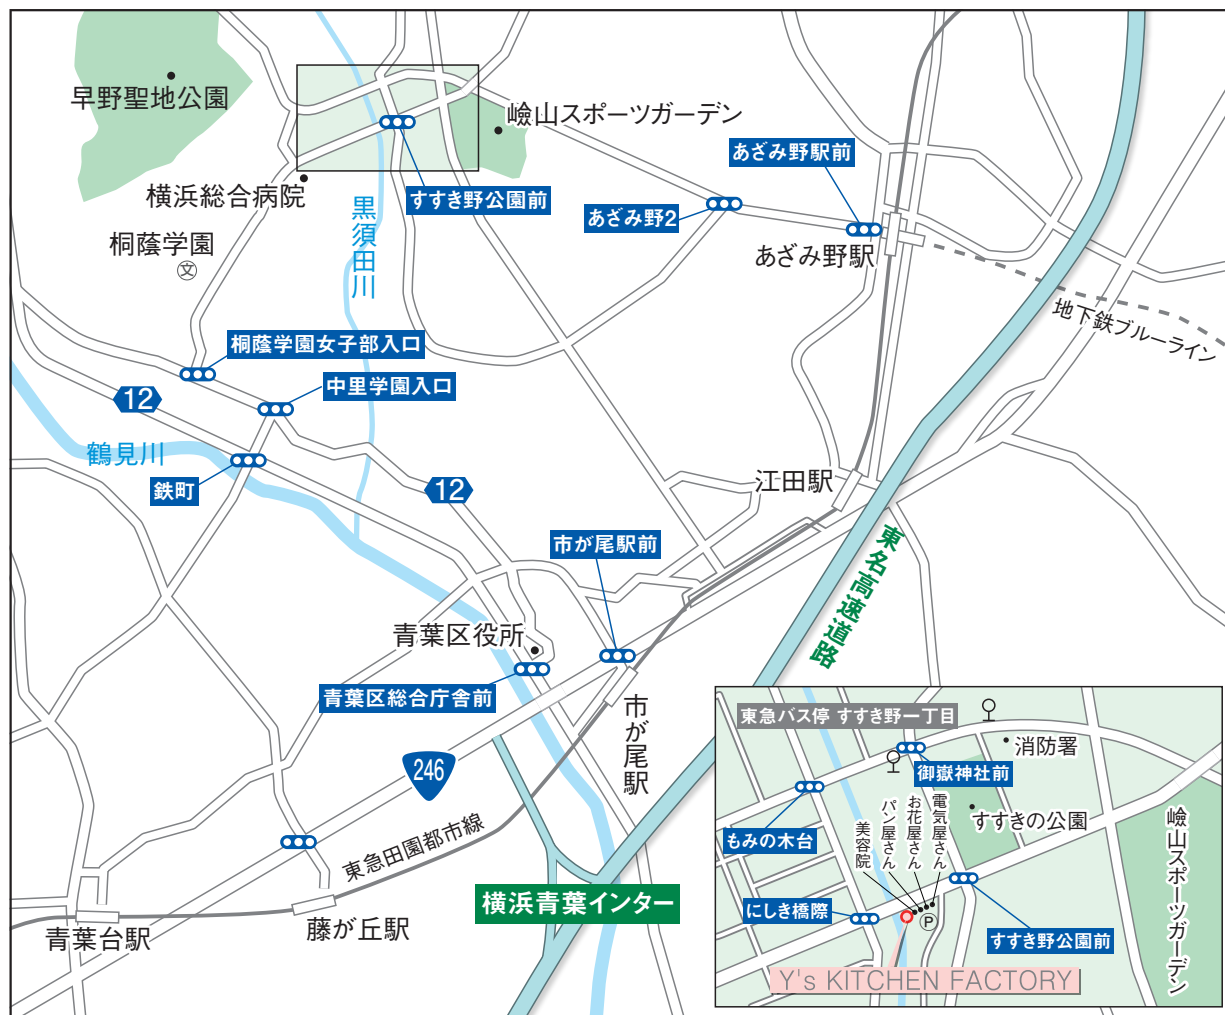 早野聖地公園
嶮山スポーツガーデン
あざみ野駅前
横浜総合病院
すすき野公園前
あざみ野2
黒須田川
桐蔭学園
文
あざみ野駅
地下鉄ブルーライン
桐蔭学園女子部入口
中里学園入口
12
鶴見川
鉄町
12
江田駅
市が尾駅前
東名高速道路
青葉区役所
青葉区総合庁舎前
市が尾駅
246
東急田園都市線
横浜青葉インター
藤が丘駅
青葉台駅
東急バス停 すすき野一丁目
消防署
御嶽神社前
もみの木台
美容院
パン屋さん
お花屋さん
電気屋さん
すすきの公園
嶮山スポーツガーデン
にしき橋際
P
すすき野公園前
Y's KITCHEN FACTORY